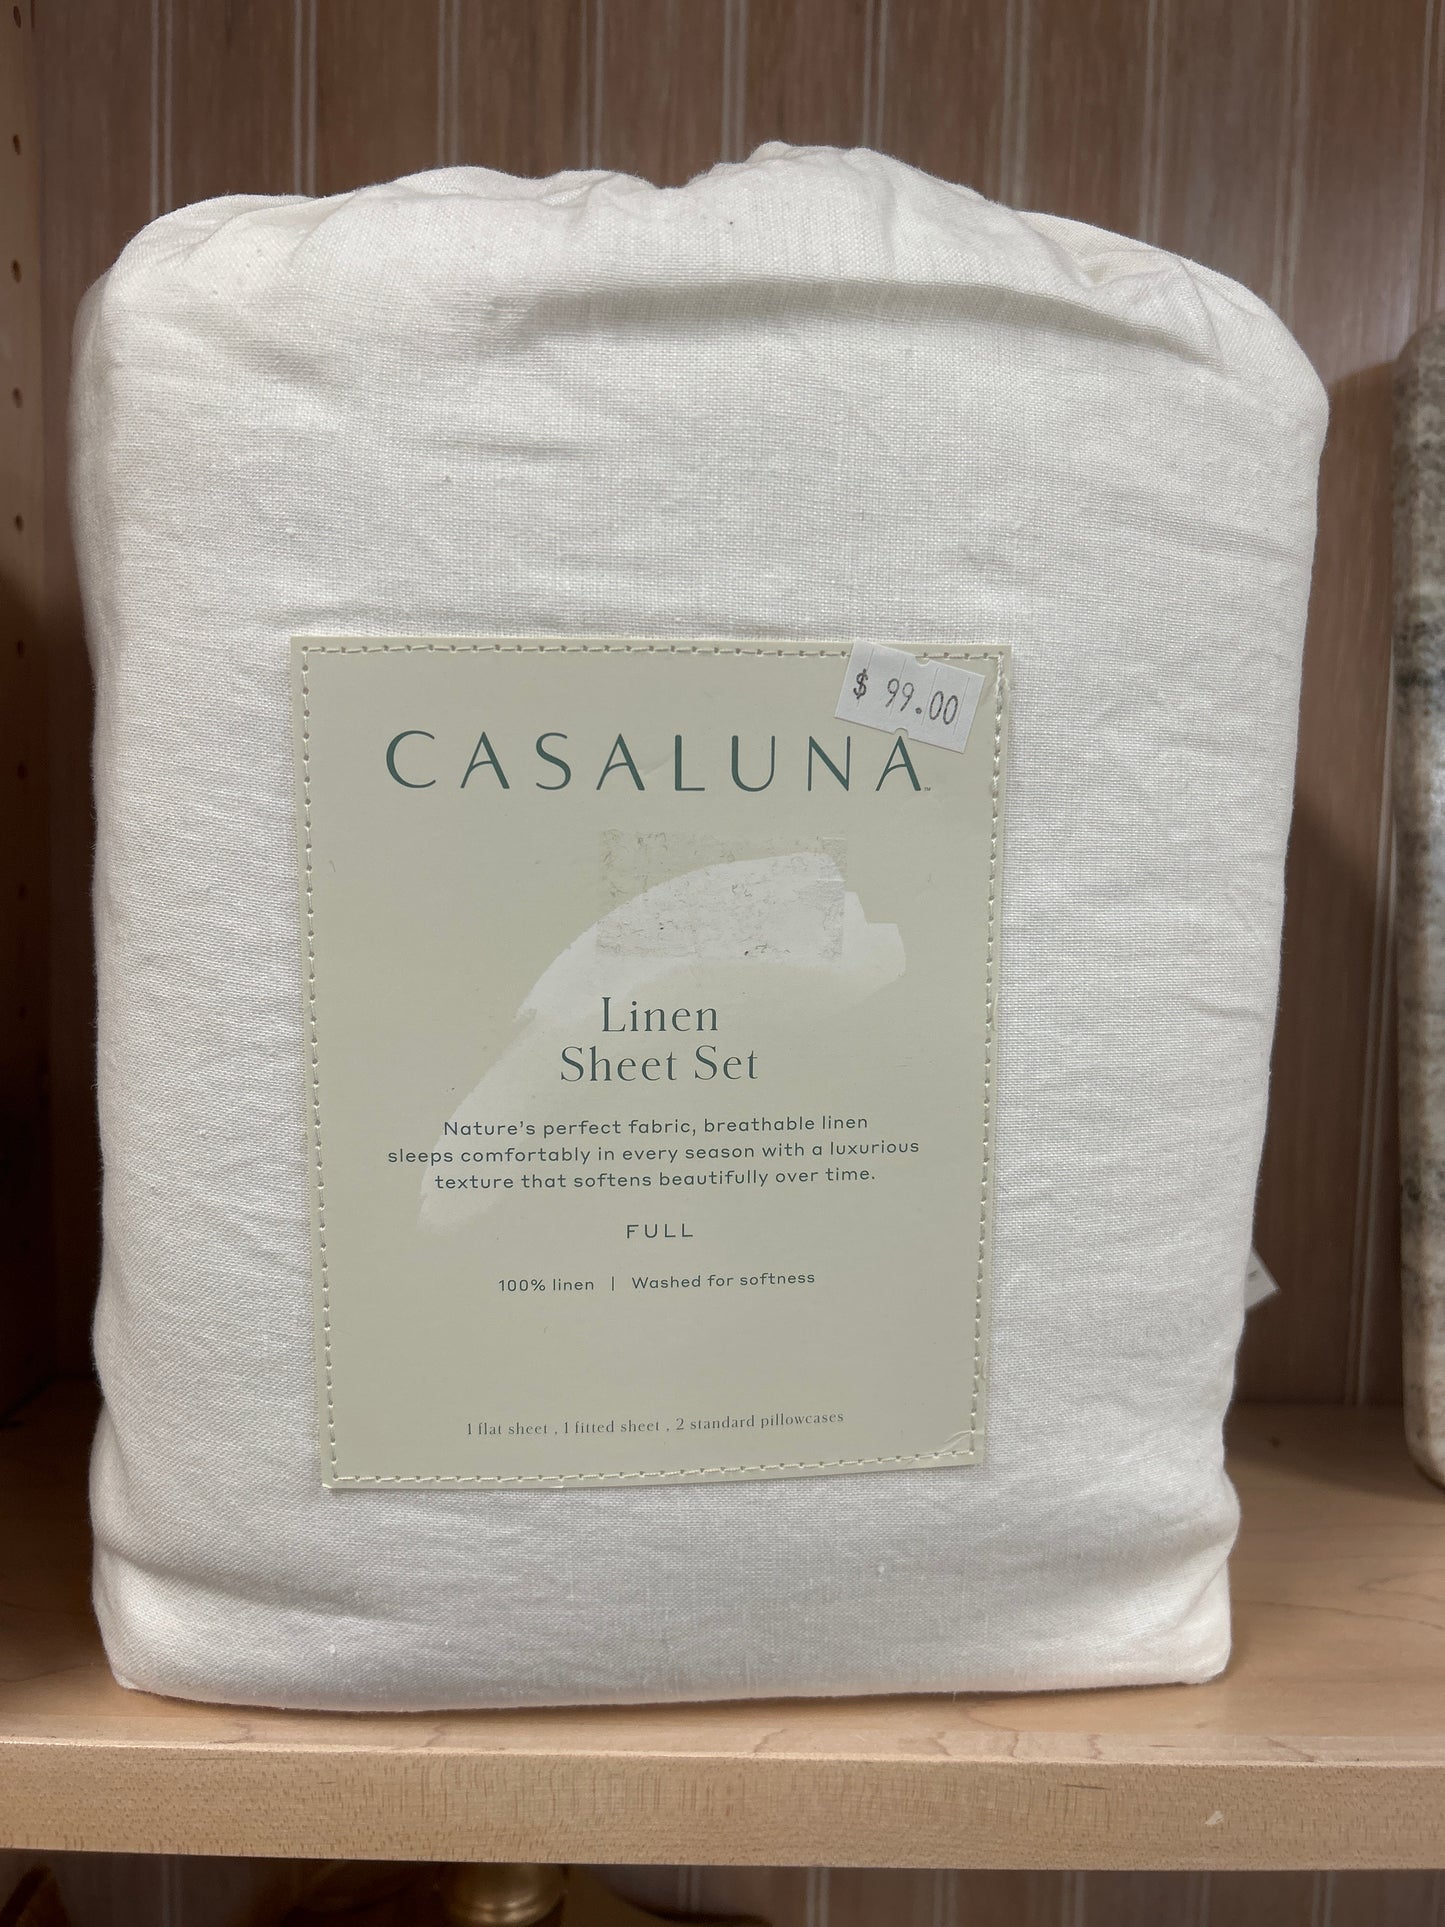 $ 99.00
CASALUNA™
Linen
Sheet Set
Nature's perfect fabric, breathable linen
sleeps comfortably in every season with a luxurious
texture that softens beautifully over time.
FULL
100% linen | Washed for softness
1 flat sheet , 1 fitted sheet , 2 standard pillowcases